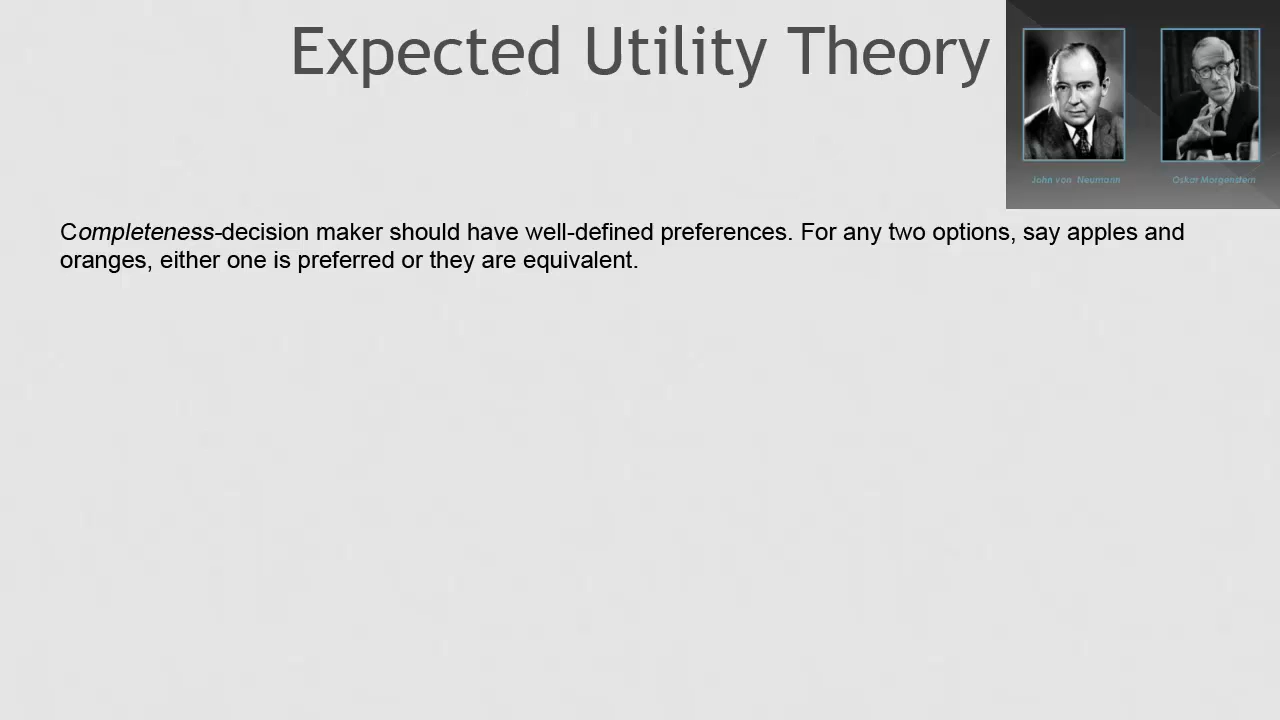 Expected Utility Theory
John von Neumann
Oskar Morgenstern
Completeness-decision maker should have well-defined preferences. For any two options, say apples and
oranges, either one is preferred or they are equivalent.